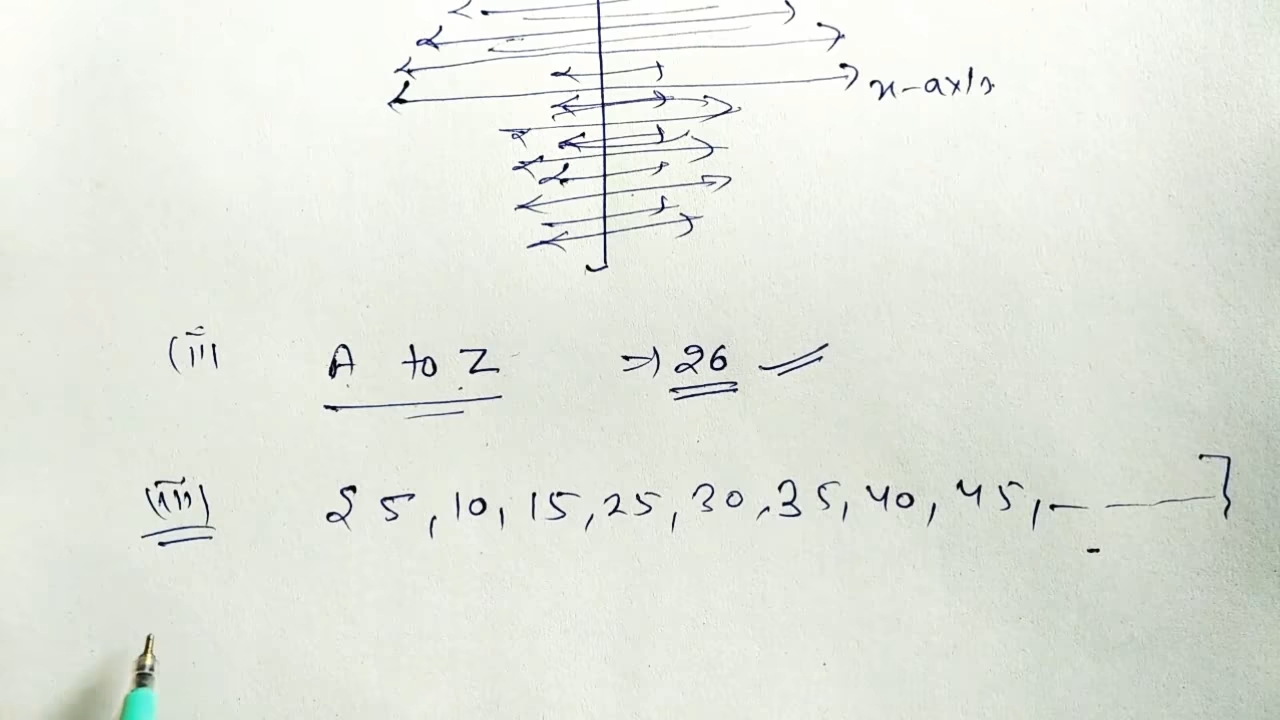 x-axis
(ii) A to Z => 26
(iii) { 5, 10, 15, 25, 30, 35, 40, 45, - - }